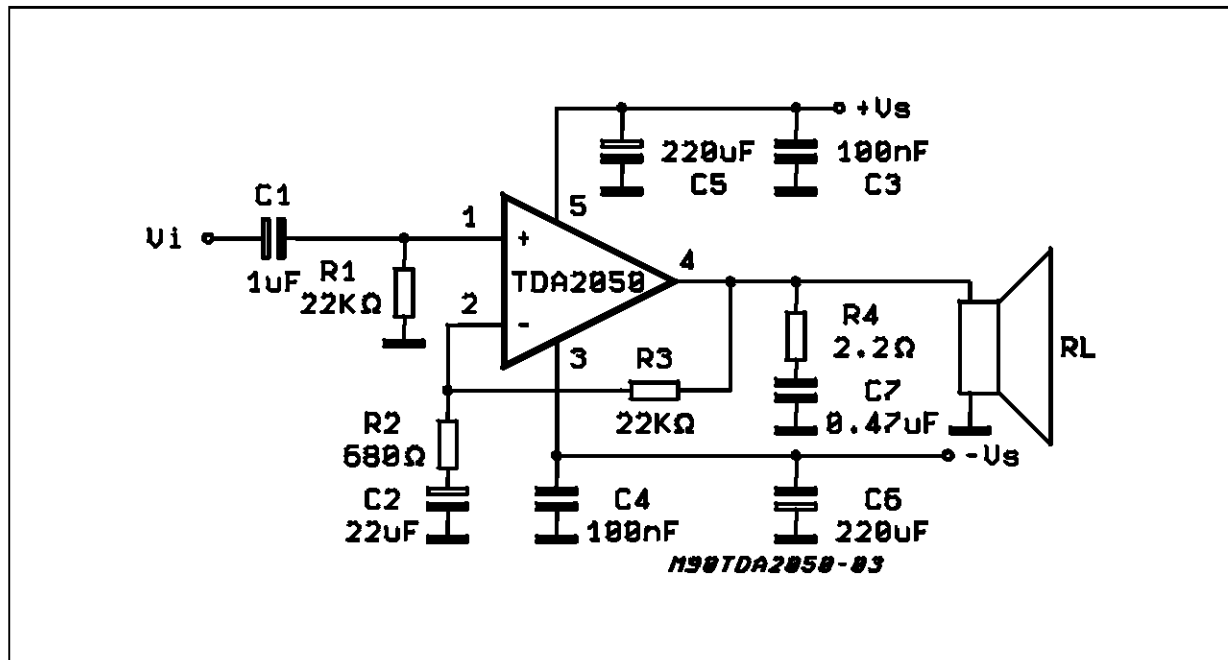 +Vs
220uF
C5
100nF
C3
C1
1
5
Vi
+
4
1uF
R1
22KΩ
TDA2050
2
-
3
R3
22KΩ
R4
2.2Ω
RL
C7
0.47uF
R2
680Ω
-Vs
C2
22uF
C4
100nF
C6
220uF
M90TDA2050-03